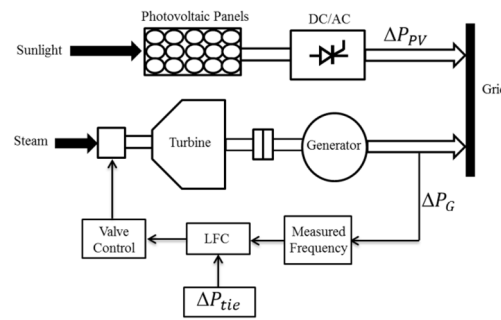 Photovoltaic Panels
DC/AC
Sunlight
ΔP_PV
Grid
Steam
Turbine
Generator
ΔP_G
Valve
Control
LFC
Measured
Frequency
ΔP_tie